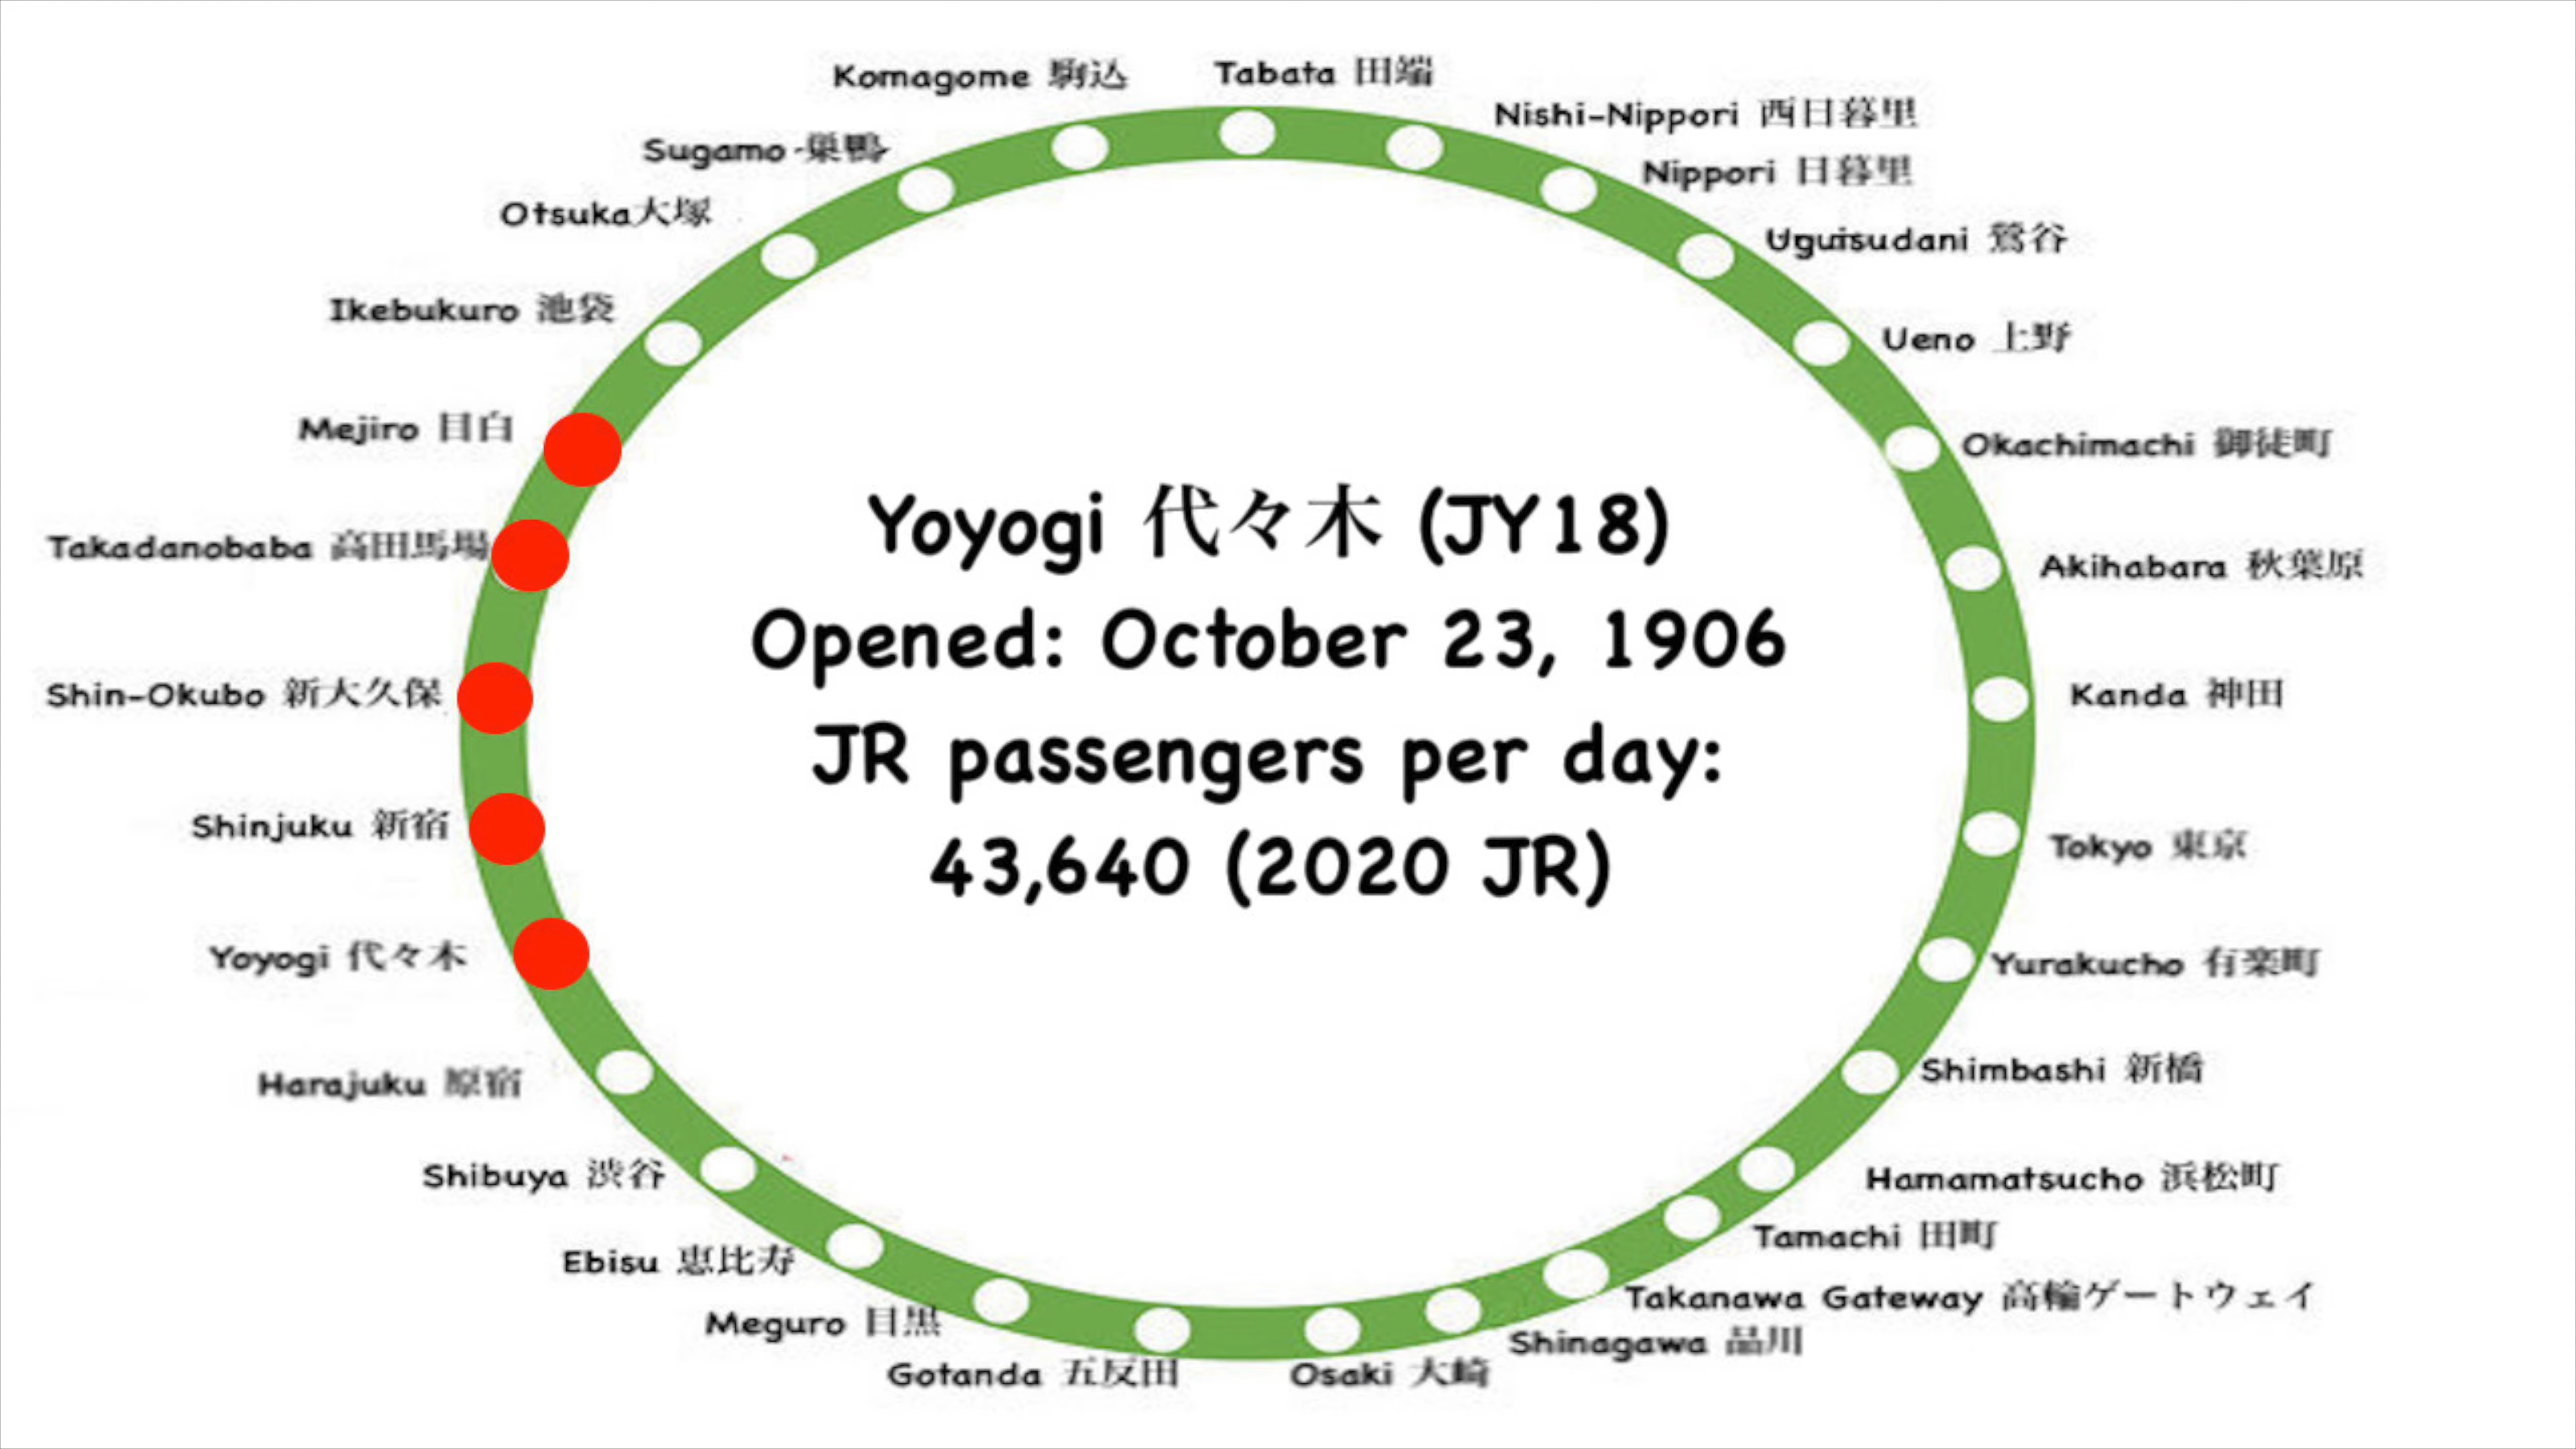 Komagome 駒込
Tabata 田端
Nishi-Nippori 西日暮里
Sugamo 巣鴨
Nippori 日暮里
Otsuka大塚
Uguisudani 鶯谷
Ikebukuro 池袋
Ueno 上野
Mejiro 目白
Okachimachi 御徒町
Takadanobaba 高田馬場
Akihabara 秋葉原
Shin-Okubo 新大久保
Kanda 神田
Shinjuku 新宿
Tokyo 東京
Yoyogi 代々木
Yurakucho 有楽町
Harajuku 原宿
Shimbashi 新橋
Shibuya 渋谷
Hamamatsucho 浜松町
Ebisu 恵比寿
Tamachi 田町
Meguro 目黒
Takanawa Gateway 高輪ゲートウェイ
Gotanda 五反田
Osaki 大崎
Shinagawa 品川
Yoyogi 代々木 (JY18)
Opened: October 23, 1906
JR passengers per day:
43,640 (2020 JR)